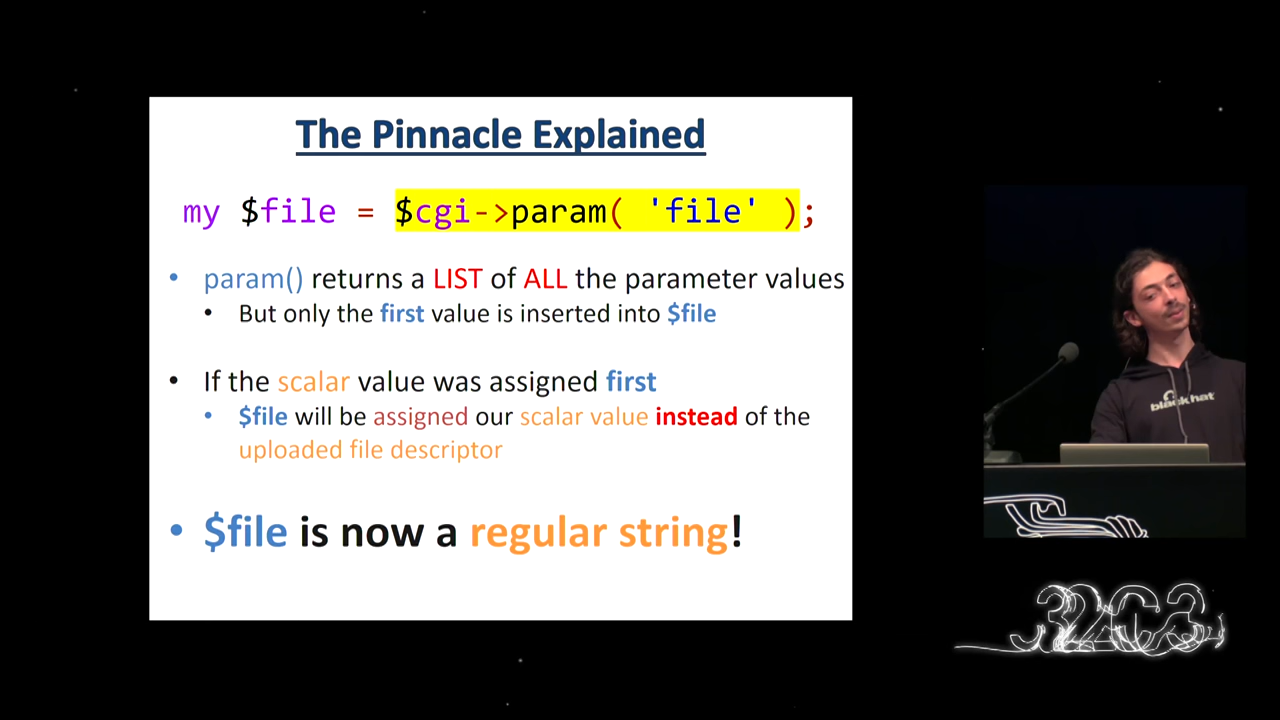 The Pinnacle Explained
my $file = $cgi->param( 'file' );
• param() returns a LIST of ALL the parameter values
• But only the first value is inserted into $file
• If the scalar value was assigned first
• $file will be assigned our scalar value instead of the
uploaded file descriptor
• $file is now a regular string!
black hat
32C3